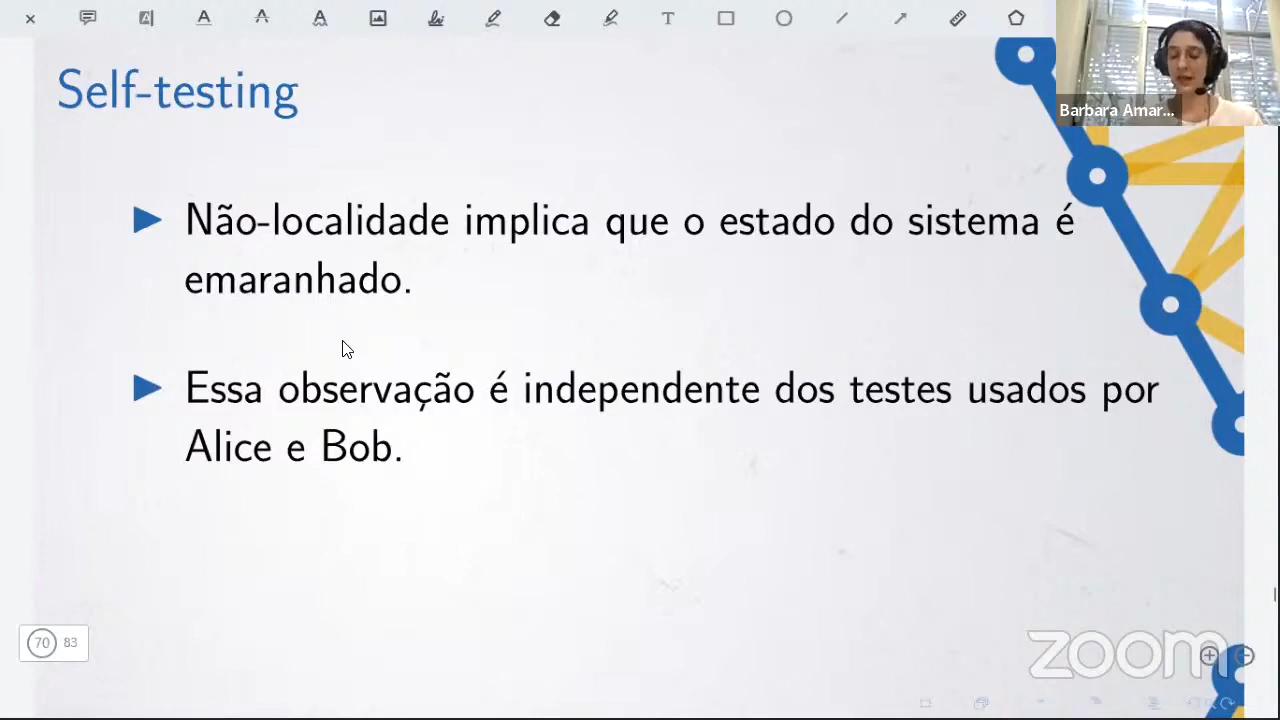 Barbara Amar...
Self-testing
Não-localidade implica que o estado do sistema é
emaranhado.
Essa observação é independente dos testes usados por
Alice e Bob.
70 83
zoom